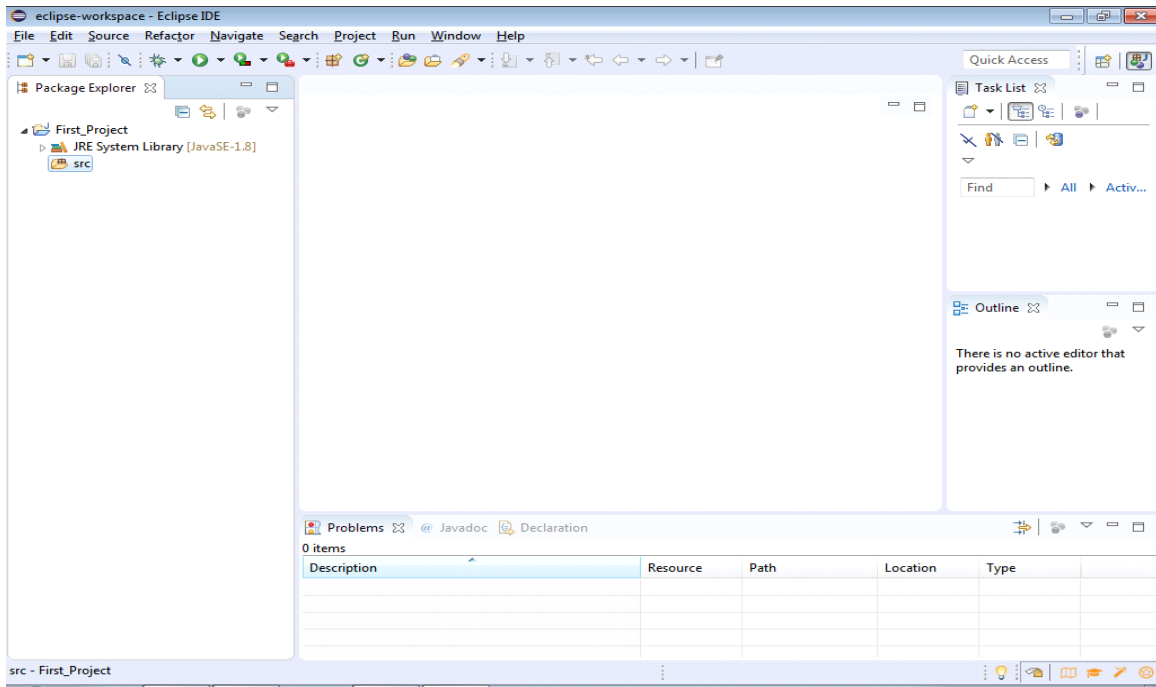 eclipse-workspace - Eclipse IDE
File Edit Source Refactor Navigate Search Project Run Window Help
Quick Access
Package Explorer
First_Project
JRE System Library [JavaSE-1.8]
src
Task List
Find All Activ...
Outline
There is no active editor that
provides an outline.
Problems @ Javadoc Declaration
0 items
Description Resource Path Location Type
src - First_Project